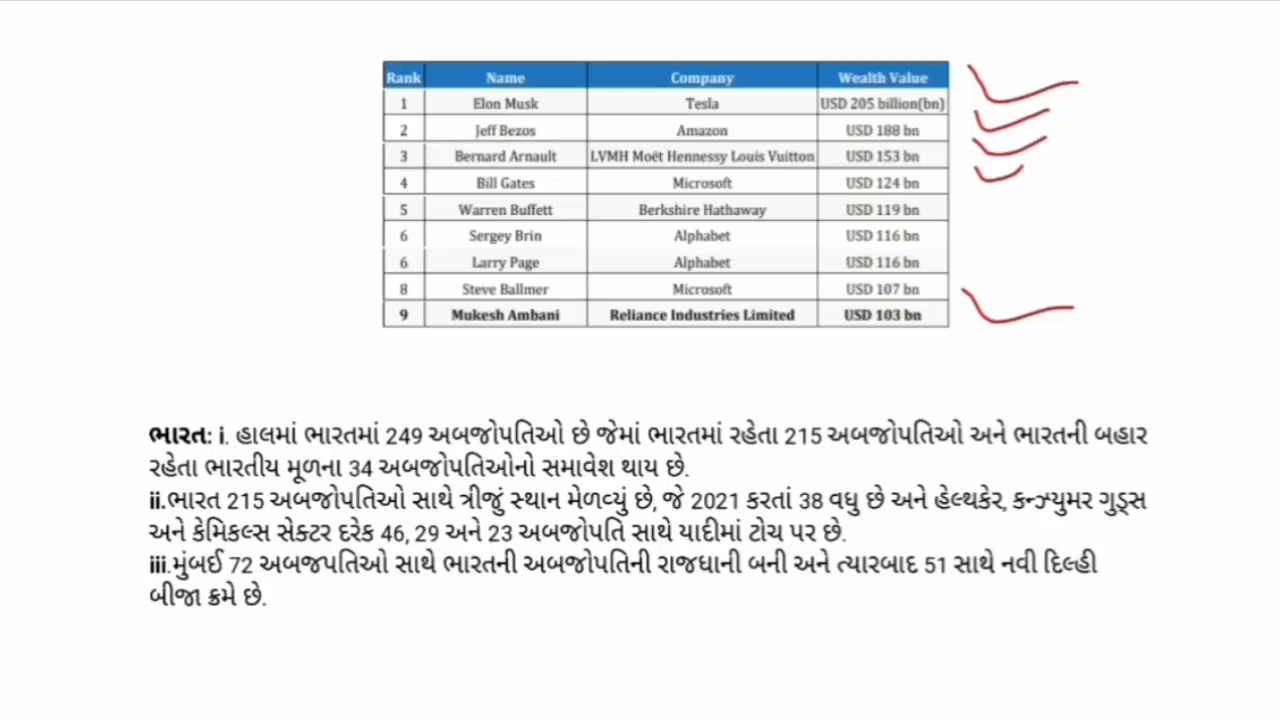 Rank Name Company Wealth Value
1 Elon Musk Tesla USD 205 billion(bn)
2 Jeff Bezos Amazon USD 188 bn
3 Bernard Arnault LVMH Moët Hennessy Louis Vuitton USD 153 bn
4 Bill Gates Microsoft USD 124 bn
5 Warren Buffett Berkshire Hathaway USD 119 bn
6 Sergey Brin Alphabet USD 116 bn
6 Larry Page Alphabet USD 116 bn
8 Steve Ballmer Microsoft USD 107 bn
9 Mukesh Ambani Reliance Industries Limited USD 103 bn
ભારત: i. હાલમાં ભારતમાં 249 અબજોપતિઓ છે જેમાં ભારતમાં રહેતા 215 અબજોપતિઓ અને ભારતની બહાર
રહેતા ભારતીય મૂળના 34 અબજોપતિઓનો સમાવેશ થાય છે.
ii.ભારત 215 અબજોપતિઓ સાથે ત્રીજું સ્થાન મેળવ્યું છે, જે 2021 કરતાં 38 વધુ છે અને હેલ્થકેર, કન્ઝ્યુમર ગુડ્સ
અને કેમિકલ્સ સેક્ટર દરેક 46, 29 અને 23 અબજોપતિ સાથે યાદીમાં ટોચ પર છે.
iii.મુંબઈ 72 અબજપતિઓ સાથે ભારતની અબજોપતિની રાજધાની બની અને ત્યારબાદ 51 સાથે નવી દિલ્હી
બીજા ક્રમે છે.